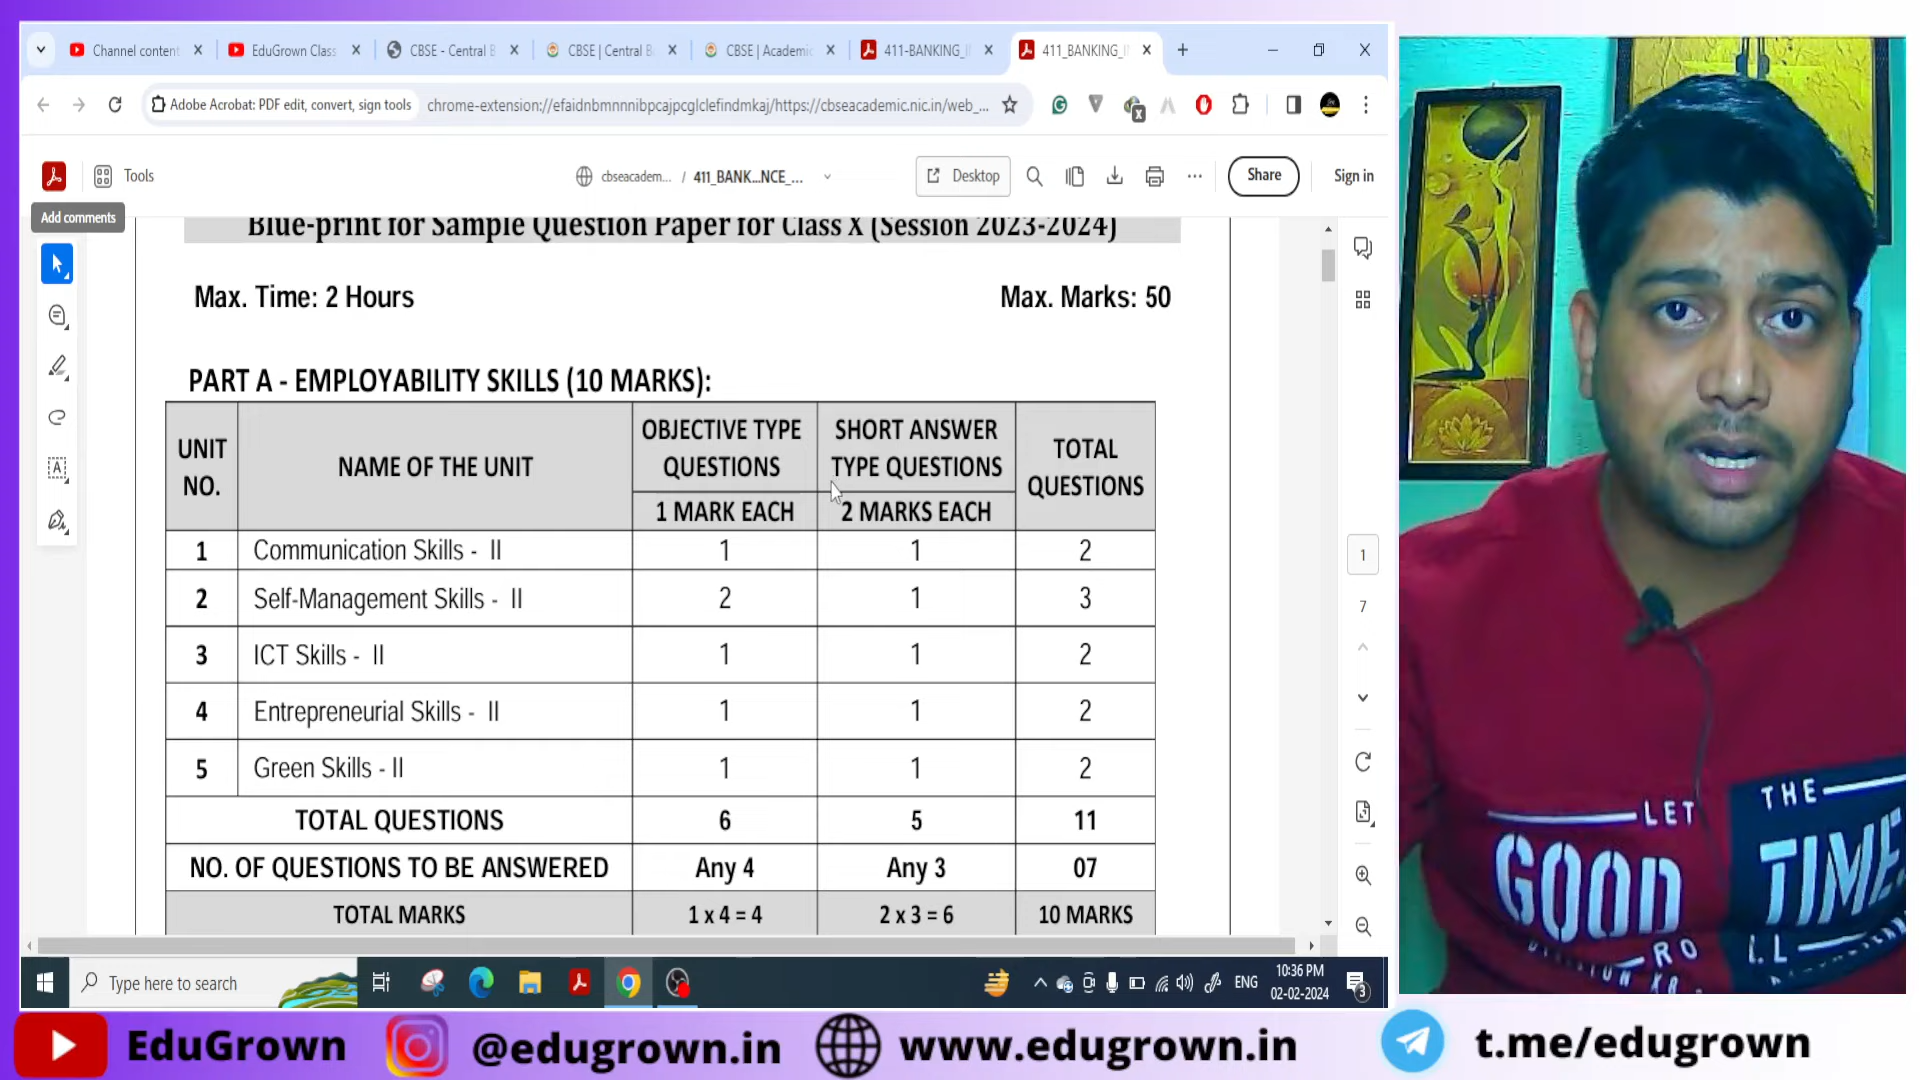 Channel content
EduGrown Class
CBSE - Central B
CBSE | Central B
CBSE | Academic
411-BANKING_I
411_BANKING_I
Adobe Acrobat: PDF edit, convert, sign tools
chrome-extension://efaidnbmnnnibpcajpcglclefindmkaj/https://cbseacademic.nic.in/web_...
Tools
cbseacadem... / 411_BANK...NCE_...
Desktop
Share
Sign in
Add comments
Blue-print for Sample Question Paper for Class X (Session 2023-2024)
Max. Time: 2 Hours
Max. Marks: 50
PART A - EMPLOYABILITY SKILLS (10 MARKS):
UNIT NO.
NAME OF THE UNIT
OBJECTIVE TYPE QUESTIONS
1 MARK EACH
SHORT ANSWER TYPE QUESTIONS
2 MARKS EACH
TOTAL QUESTIONS
1 Communication Skills - II 1 1 2
2 Self-Management Skills - II 2 1 3
3 ICT Skills - II 1 1 2
4 Entrepreneurial Skills - II 1 1 2
5 Green Skills - II 1 1 2
TOTAL QUESTIONS 6 5 11
NO. OF QUESTIONS TO BE ANSWERED Any 4 Any 3 07
TOTAL MARKS 1 x 4 = 4 2 x 3 = 6 10 MARKS
1
7
LET
THE
GOOD
TIME
RO
LL
Type here to search
ENG
10:36 PM
02-02-2024
3
EduGrown
@edugrown.in
www.edugrown.in
t.me/edugrown